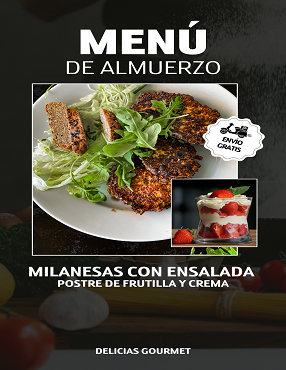 MENÚ
DE ALMUERZO
ENVÍO
GRATIS
MILANESAS CON ENSALADA
POSTRE DE FRUTILLA Y CREMA
DELICIAS GOURMET